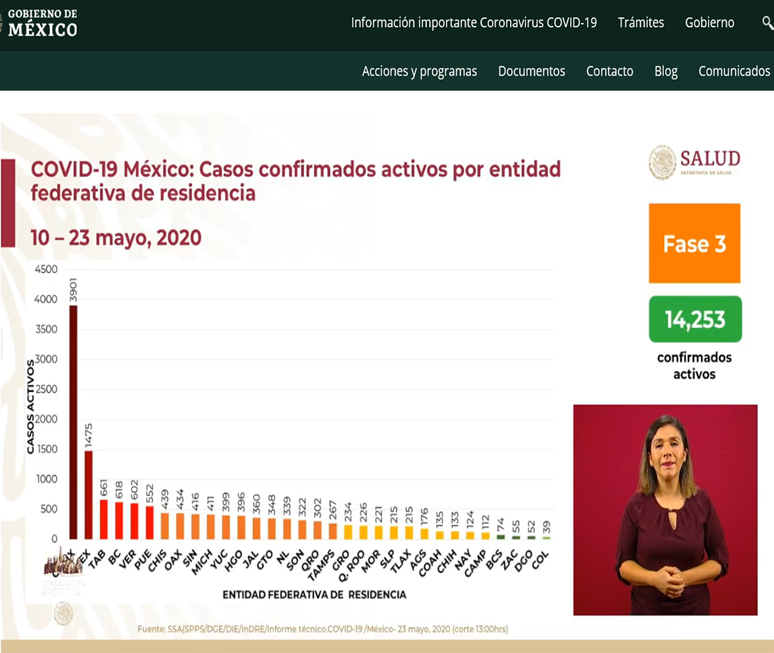 GOBIERNO DE
MÉXICO
Información importante Coronavirus COVID-19 Trámites Gobierno
Acciones y programas Documentos Contacto Blog Comunicados
COVID-19 México: Casos confirmados activos por entidad
federativa de residencia
10 – 23 mayo, 2020
SALUD
SECRETARÍA DE SALUD
Fase 3
14,253
confirmados
activos
CASOS ACTIVOS
4500
4000
3500
3000
2500
2000
1500
1000
500
0
3901 1475 661 618 602 552 439 434 416 411 399 396 360 348 339 322 302 267 234 226 221 215 215 176 135 133 124 112 74 55 52 39
TAB BC VER PUE CHIS OAX SIN MICH YUC HGO JAL GTO NL SON QRO TAMPS GRO Q. ROO MOR SLP TLAX AGS COAH CHIH NAY CAMP BCS ZAC DGO COL
ENTIDAD FEDERATIVA DE RESIDENCIA
Fuente: SSA(SPPS/DGE/DIE/InDRE/Informe técnico.COVID-19 /México- 23 mayo, 2020 (corte 13:00hrs)